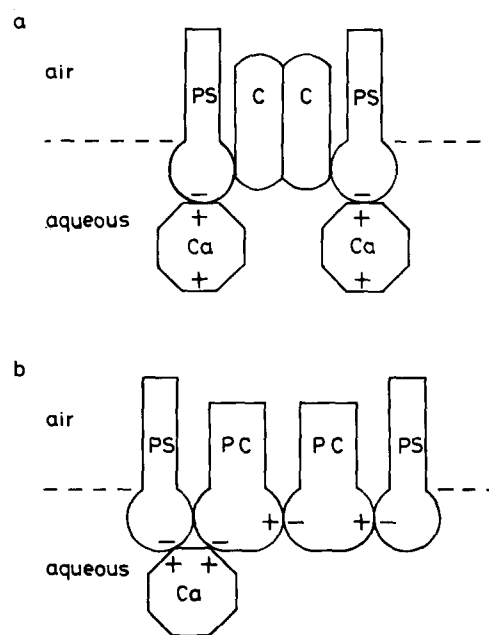 a
air
PS C C PS
− −
aqueous + +
Ca Ca
+ +
b
air
PS PC PC PS
− − + − + −
aqueous + +
Ca